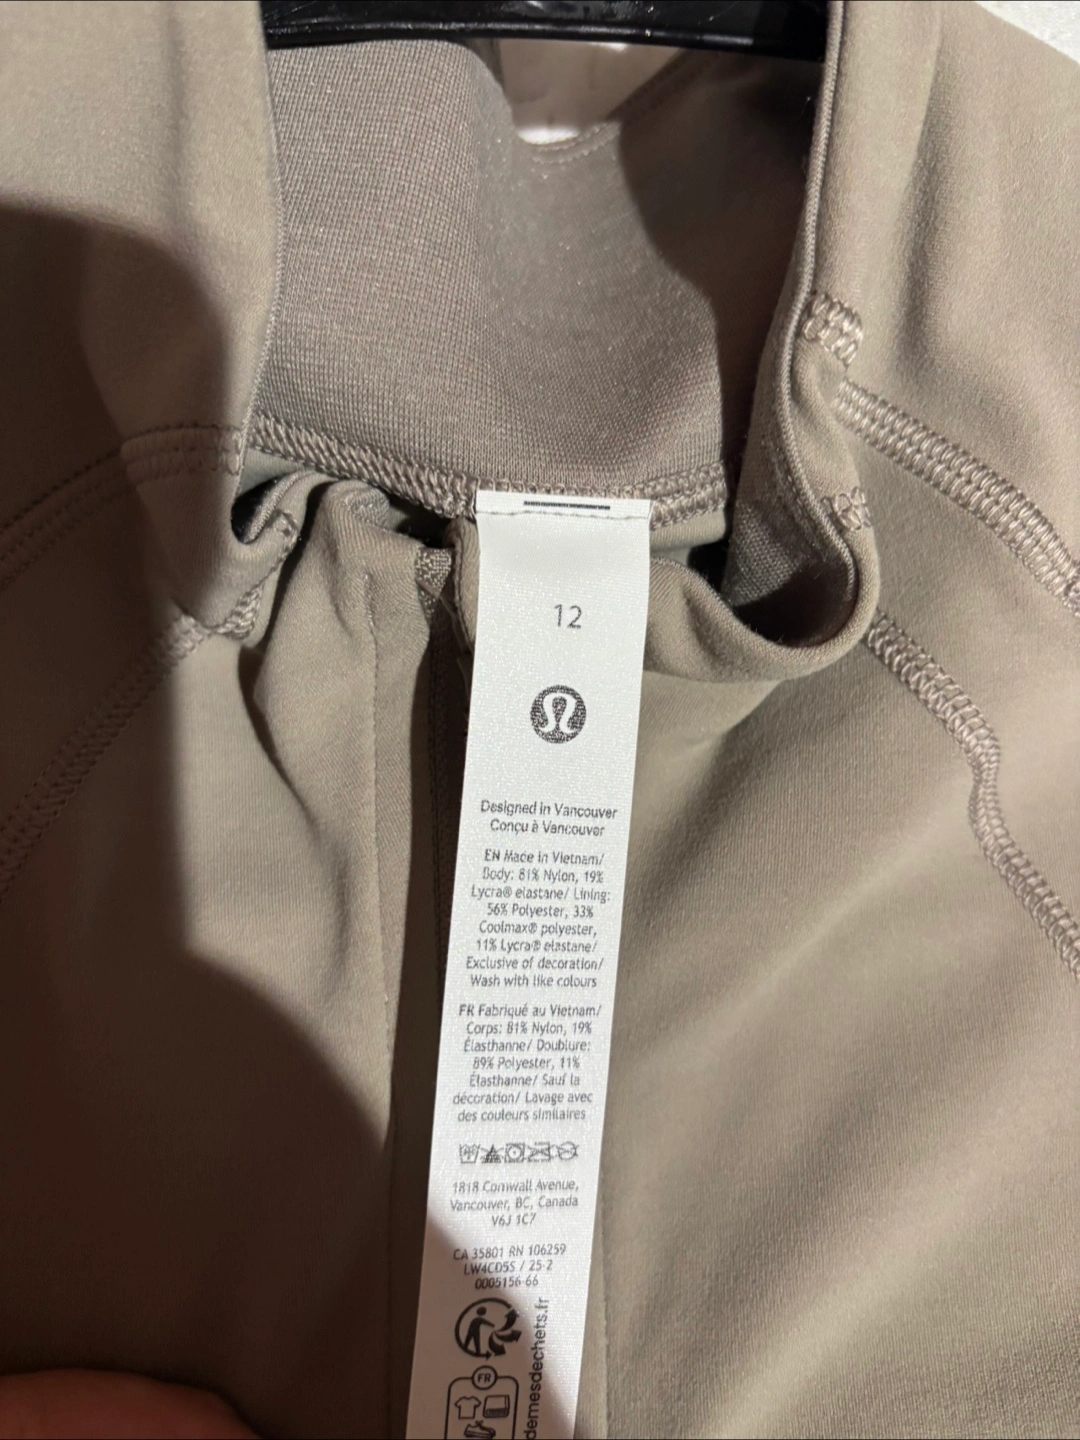 12
Designed in Vancouver
Conçu à Vancouver
EN Made in Vietnam/
Body: 81% Nylon, 19%
Lycra® elastane/ Lining:
56% Polyester, 33%
Coolmax® polyester,
11% Lycra® elastane/
Exclusive of decoration/
Wash with like colours
FR Fabriqué au Vietnam/
Corps: 81% Nylon, 19%
Élasthanne/ Doublure:
89% Polyester, 11%
Élasthanne/ Sauf la
décoration/ Lavage avec
des couleurs similaires
1818 Cornwall Avenue,
Vancouver, BC, Canada
V6J 1C7
CA 35801 RN 106259
LW4CD5S / 25-2
0005156-66
FR
demesdechets.fr